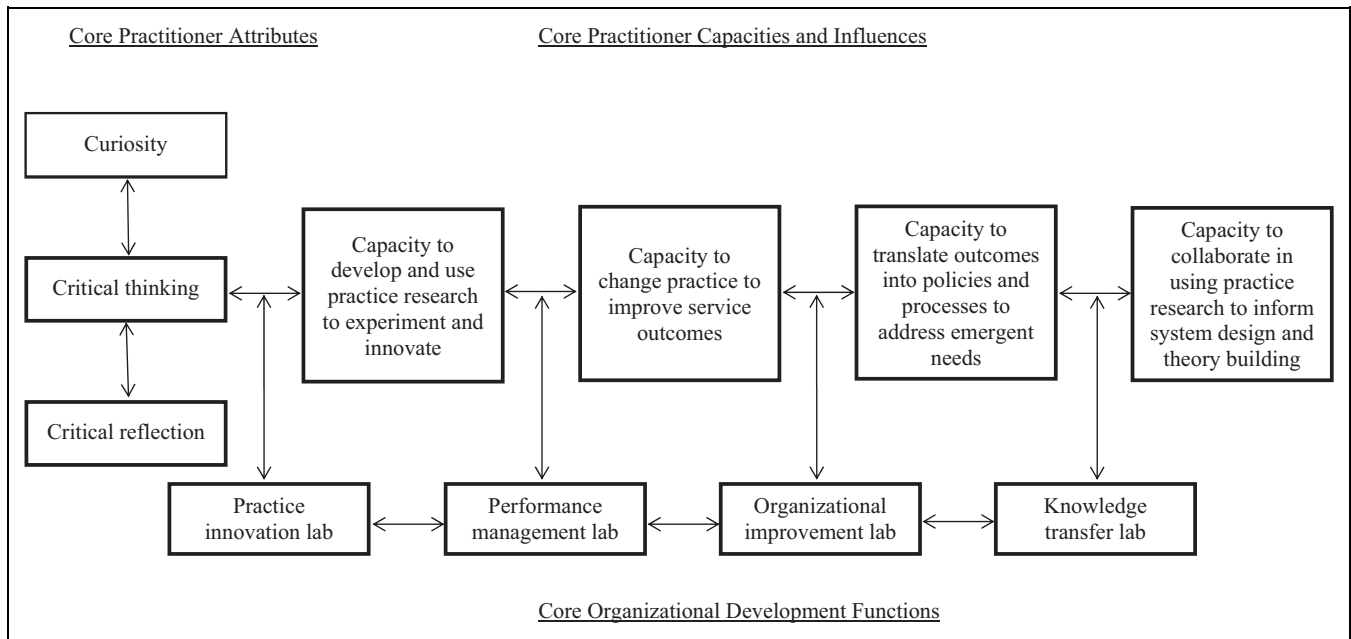 Core Practitioner Attributes
Core Practitioner Capacities and Influences
Curiosity
Critical thinking
Critical reflection
Capacity to
develop and use
practice research
to experiment and
innovate
Capacity to
change practice to
improve service
outcomes
Capacity to
translate outcomes
into policies and
processes to
address emergent
needs
Capacity to
collaborate in
using practice
research to inform
system design and
theory building
Practice
innovation lab
Performance
management lab
Organizational
improvement lab
Knowledge
transfer lab
Core Organizational Development Functions